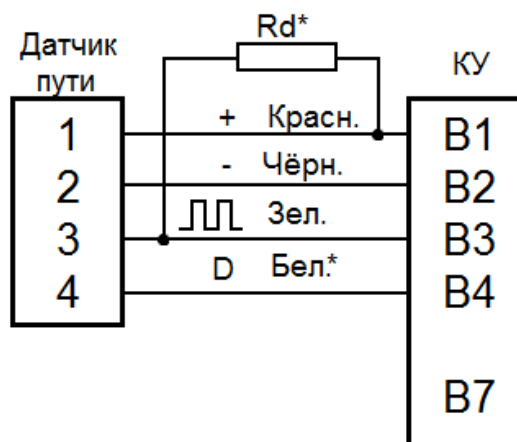 Rd*
Датчик
пути
КУ
1 + Красн. B1
2 - Чёрн. B2
3 Зел. B3
4 D Бел.* B4
B7